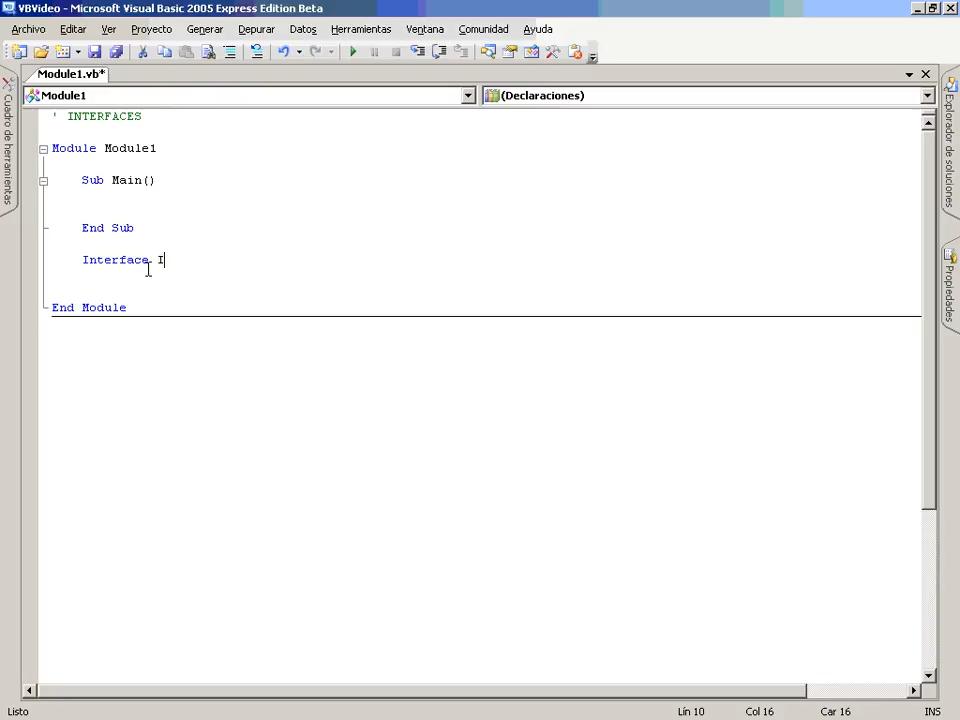 VBVideo - Microsoft Visual Basic 2005 Express Edition Beta
Archivo Editar Ver Proyecto Generar Depurar Datos Herramientas Ventana Comunidad Ayuda
Module1.vb*
Module1 (Declaraciones)
Cuadro de herramientas
' INTERFACES
Module Module1
Sub Main()
End Sub
Interface I
End Module
Explorador de soluciones
Propiedades
Listo Lín 10 Col 16 Car 16 INS